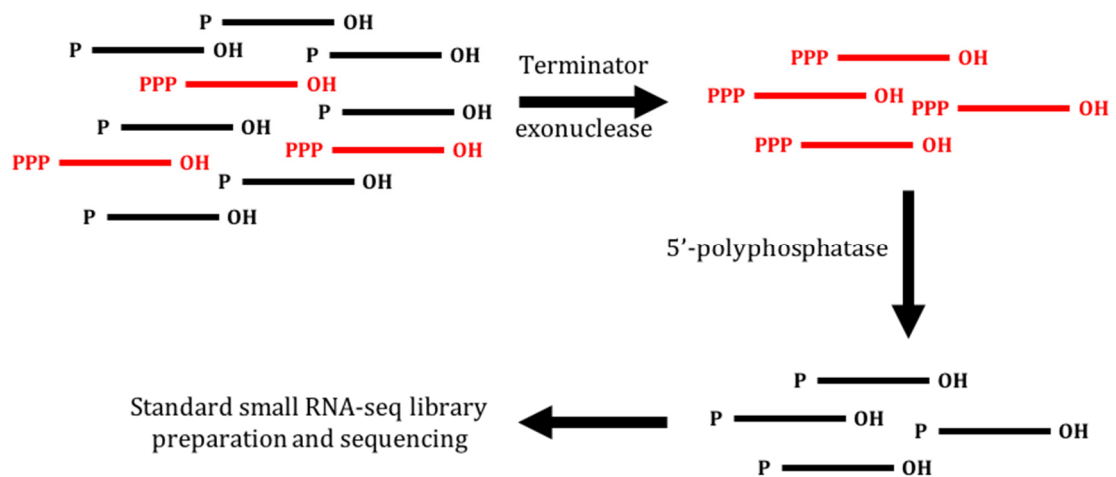 P OH
P OH
P OH
PPP OH
P OH
P OH
PPP OH
PPP OH
P OH
P OH
Terminator
exonuclease
PPP OH
PPP OH
PPP OH
PPP OH
5’-polyphosphatase
P OH
P OH
P OH
P OH
Standard small RNA-seq library
preparation and sequencing